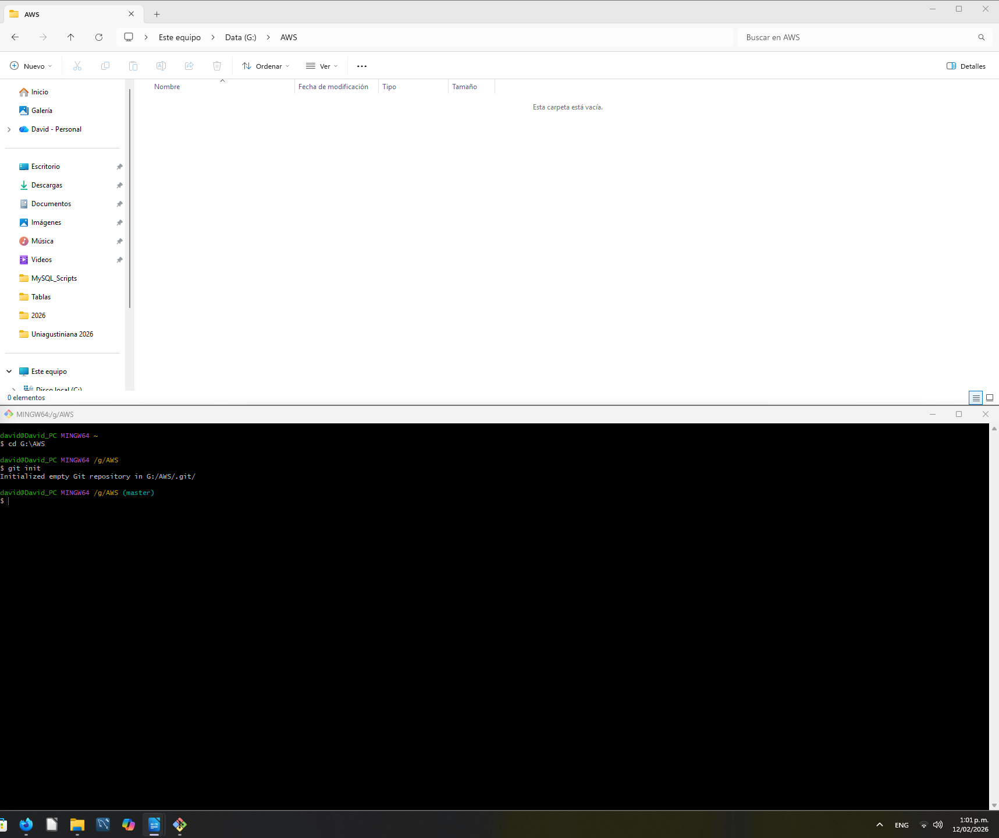 AWS
Este equipo > Data (G:) > AWS
Buscar en AWS
Nuevo
Ordenar
Ver
Detalles
Nombre
Fecha de modificación
Tipo
Tamaño
Esta carpeta está vacía.
Inicio
Galería
David - Personal
Escritorio
Descargas
Documentos
Imágenes
Música
Videos
MySQL_Scripts
Tablas
2026
Uniagustiniana 2026
Este equipo
Disco local (C:)
0 elementos
MINGW64:/g/AWS
david@David_PC MINGW64 ~
$ cd G:\AWS
david@David_PC MINGW64 /g/AWS
$ git init
Initialized empty Git repository in G:/AWS/.git/
david@David_PC MINGW64 /g/AWS (master)
$
ENG
1:01 p.m.
12/02/2026